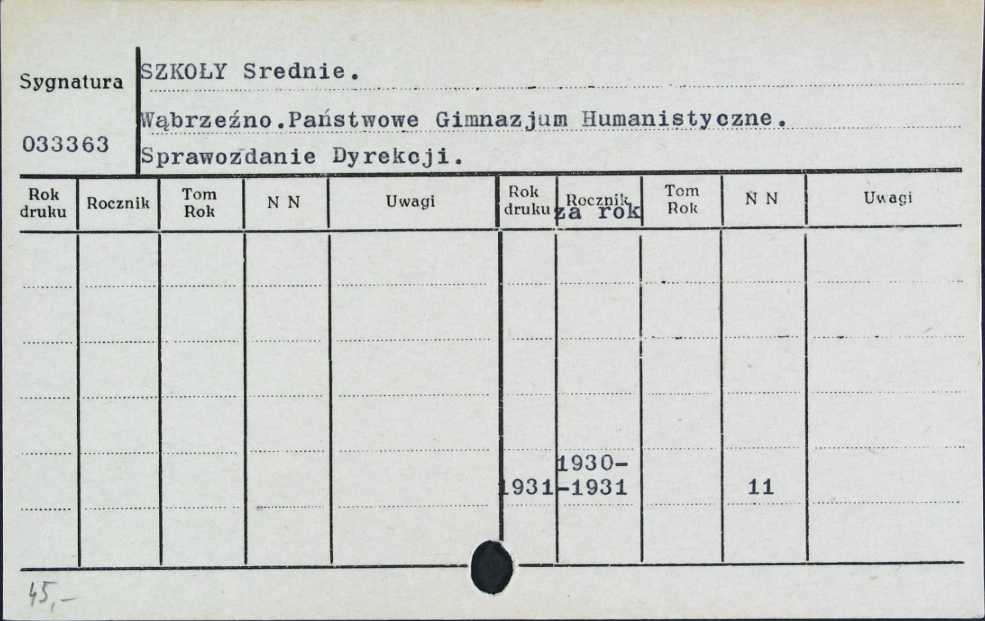 SZKOŁY Srednie.
Sygnatura
Wąbrzeźno.Państwowe Gimnazjum Humanistyczne.
033363
Sprawozdanie Dyrekcji.
Rok druku Rocznik Tom Rok N N Uwagi Rok druku Rocznik Tom Rok N N Uwagi
za rok
1930-
1931 -1931 11
45,-